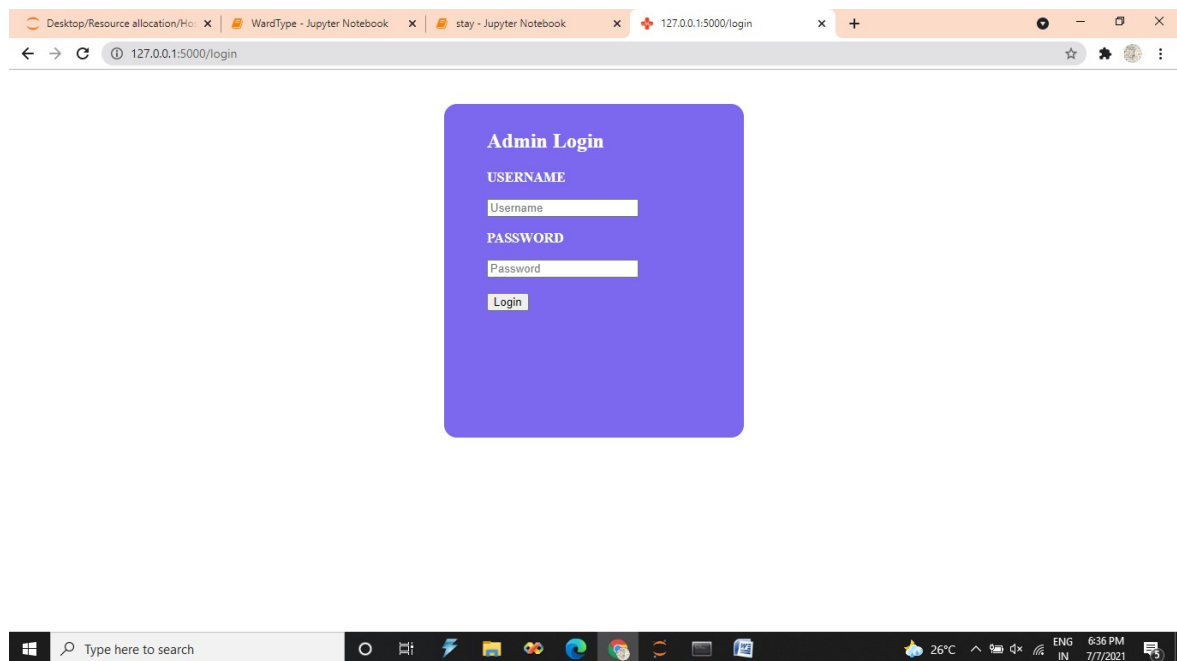 Desktop/Resource allocation/Hos
WardType - Jupyter Notebook
stay - Jupyter Notebook
127.0.0.1:5000/login
127.0.0.1:5000/login
Admin Login
USERNAME
Username
PASSWORD
Password
Login
Type here to search
26°C
ENG
IN
6:36 PM
7/7/2021
5